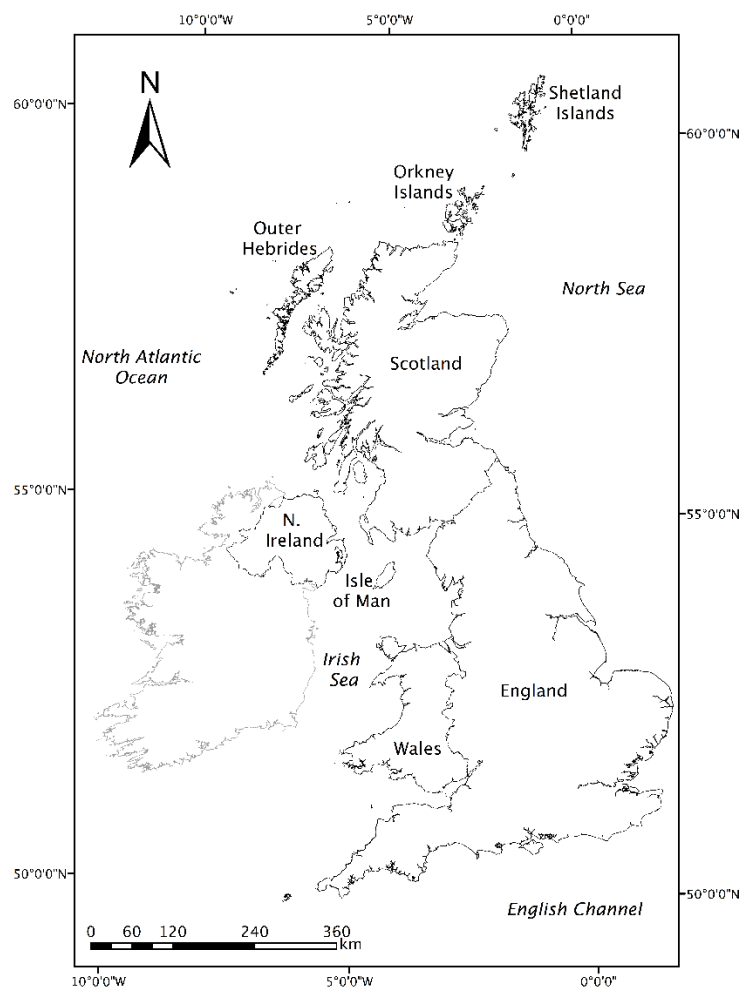 10°0'0"W 5°0'0"W 0°0'0"
60°0'0"N
N
Shetland
Islands
60°0'0"N
Orkney
Islands
Outer
Hebrides
North Sea
North Atlantic
Ocean
Scotland
55°0'0"N
55°0'0"N
N.
Ireland
Isle
of Man
Irish
Sea
England
Wales
50°0'0"N
50°0'0"N
English Channel
0 60 120 240 360
km
10°0'0"W 5°0'0"W 0°0'0"